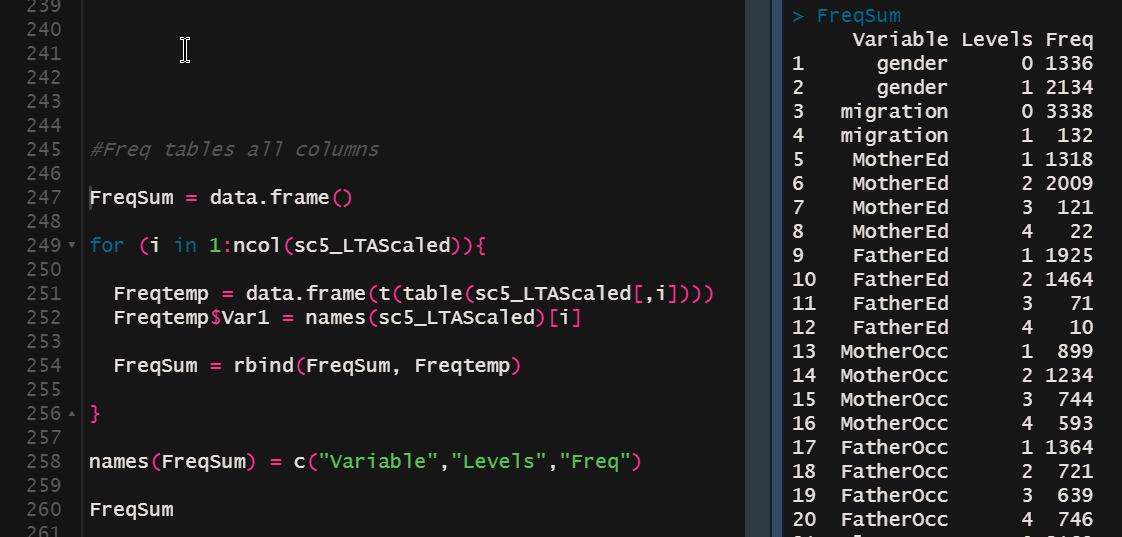 239
240
241
242
243
244
245 #Freq tables all columns
246
247 FreqSum = data.frame()
248
249 for (i in 1:ncol(sc5_LTAScaled)){
250
251 Freqtemp = data.frame(t(table(sc5_LTAScaled[,i])))
252 Freqtemp$Var1 = names(sc5_LTAScaled)[i]
253
254 FreqSum = rbind(FreqSum, Freqtemp)
255
256 }
257
258 names(FreqSum) = c("Variable","Levels","Freq")
259
260 FreqSum
261
> FreqSum
Variable Levels Freq
1 gender 0 1336
2 gender 1 2134
3 migration 0 3338
4 migration 1 132
5 MotherEd 1 1318
6 MotherEd 2 2009
7 MotherEd 3 121
8 MotherEd 4 22
9 FatherEd 1 1925
10 FatherEd 2 1464
11 FatherEd 3 71
12 FatherEd 4 10
13 MotherOcc 1 899
14 MotherOcc 2 1234
15 MotherOcc 3 744
16 MotherOcc 4 593
17 FatherOcc 1 1364
18 FatherOcc 2 721
19 FatherOcc 3 639
20 FatherOcc 4 746